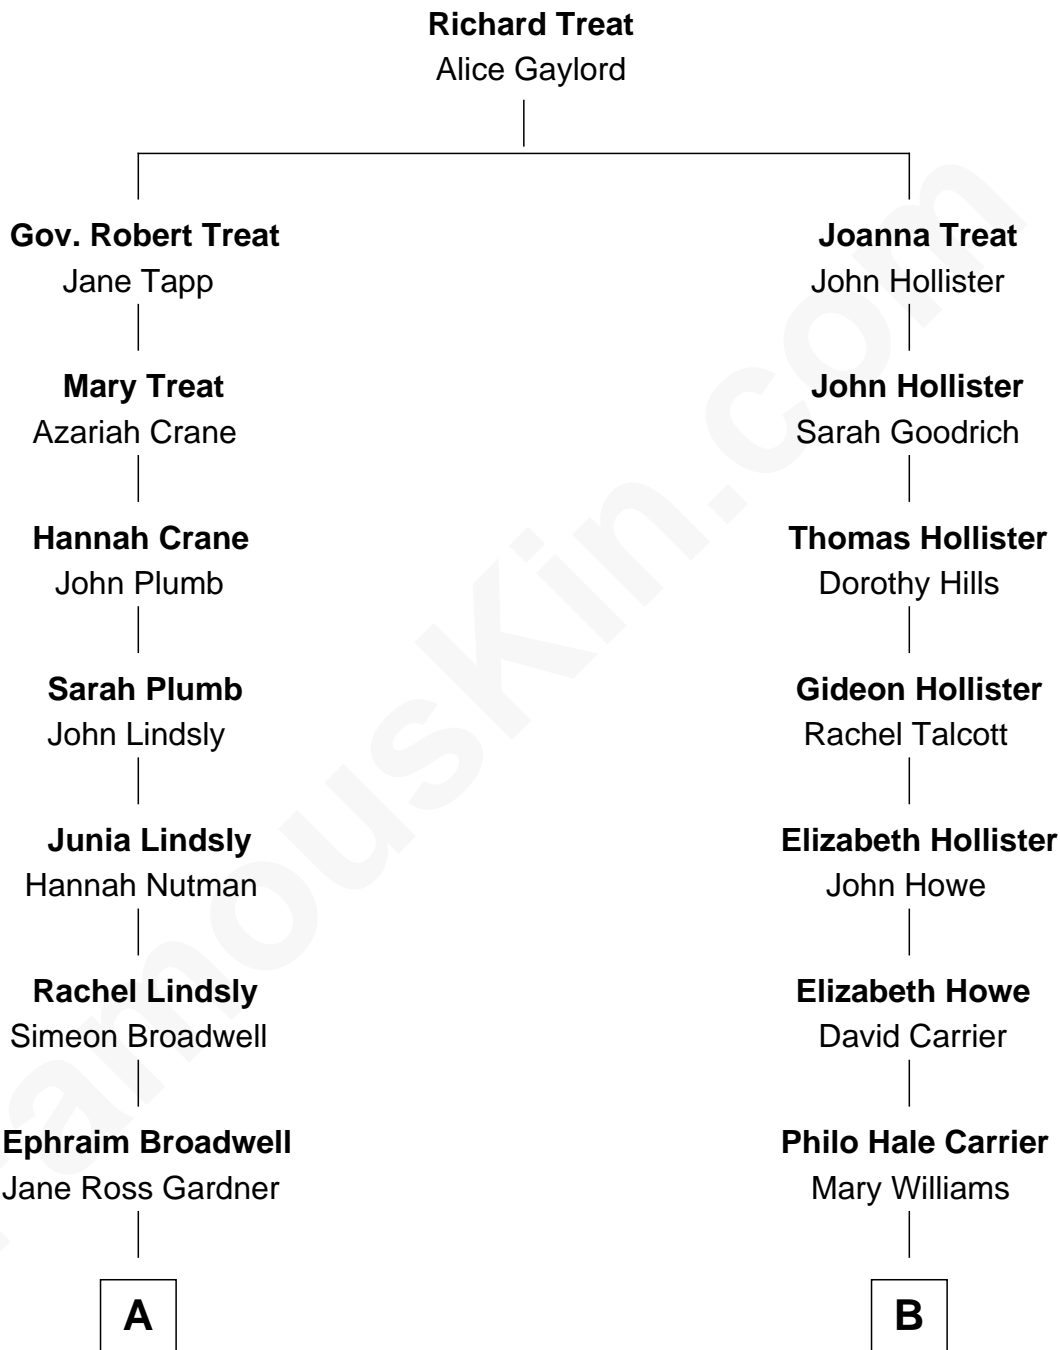 Richard Treat
Alice Gaylord
Gov. Robert Treat
Jane Tapp
Joanna Treat
John Hollister
Mary Treat
Azariah Crane
John Hollister
Sarah Goodrich
Hannah Crane
John Plumb
Thomas Hollister
Dorothy Hills
Sarah Plumb
John Lindsly
Gideon Hollister
Rachel Talcott
Junia Lindsly
Hannah Nutman
Elizabeth Hollister
John Howe
Rachel Lindsly
Simeon Broadwell
Elizabeth Howe
David Carrier
Ephraim Broadwell
Jane Ross Gardner
Philo Hale Carrier
Mary Williams
A
B
FamousKin.com